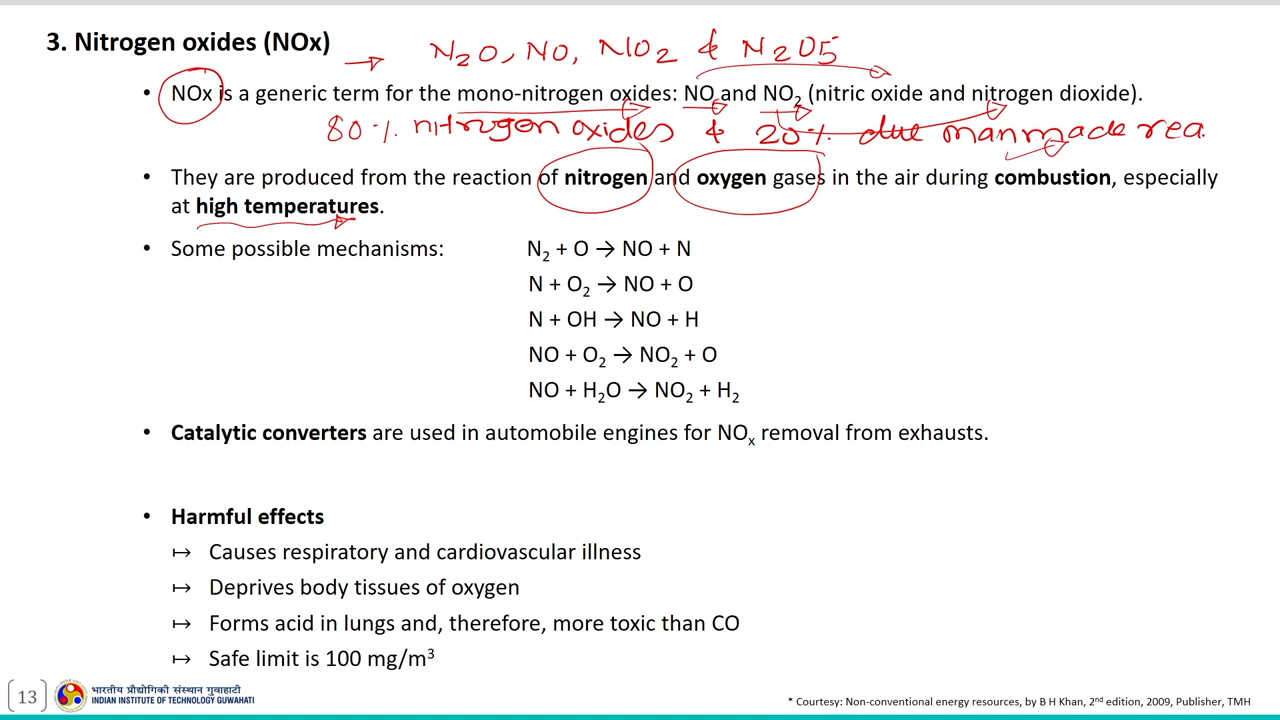 3. Nitrogen oxides (NOx)
→ N2O, NO, NO2 & N2O5
• NOx is a generic term for the mono-nitrogen oxides: NO and NO₂ (nitric oxide and nitrogen dioxide).
80% nitrogen oxides & 20% due manmade rea
• They are produced from the reaction of nitrogen and oxygen gases in the air during combustion, especially
at high temperatures.
• Some possible mechanisms: N₂ + O → NO + N
N + O₂ → NO + O
N + OH → NO + H
NO + O₂ → NO₂ + O
NO + H₂O → NO₂ + H₂
• Catalytic converters are used in automobile engines for NOₓ removal from exhausts.
• Harmful effects
↦ Causes respiratory and cardiovascular illness
↦ Deprives body tissues of oxygen
↦ Forms acid in lungs and, therefore, more toxic than CO
↦ Safe limit is 100 mg/m³
13
भारतीय प्रौद्योगिकी संस्थान गुवाहाटी
INDIAN INSTITUTE OF TECHNOLOGY GUWAHATI
* Courtesy: Non-conventional energy resources, by B H Khan, 2nd edition, 2009, Publisher, TMH